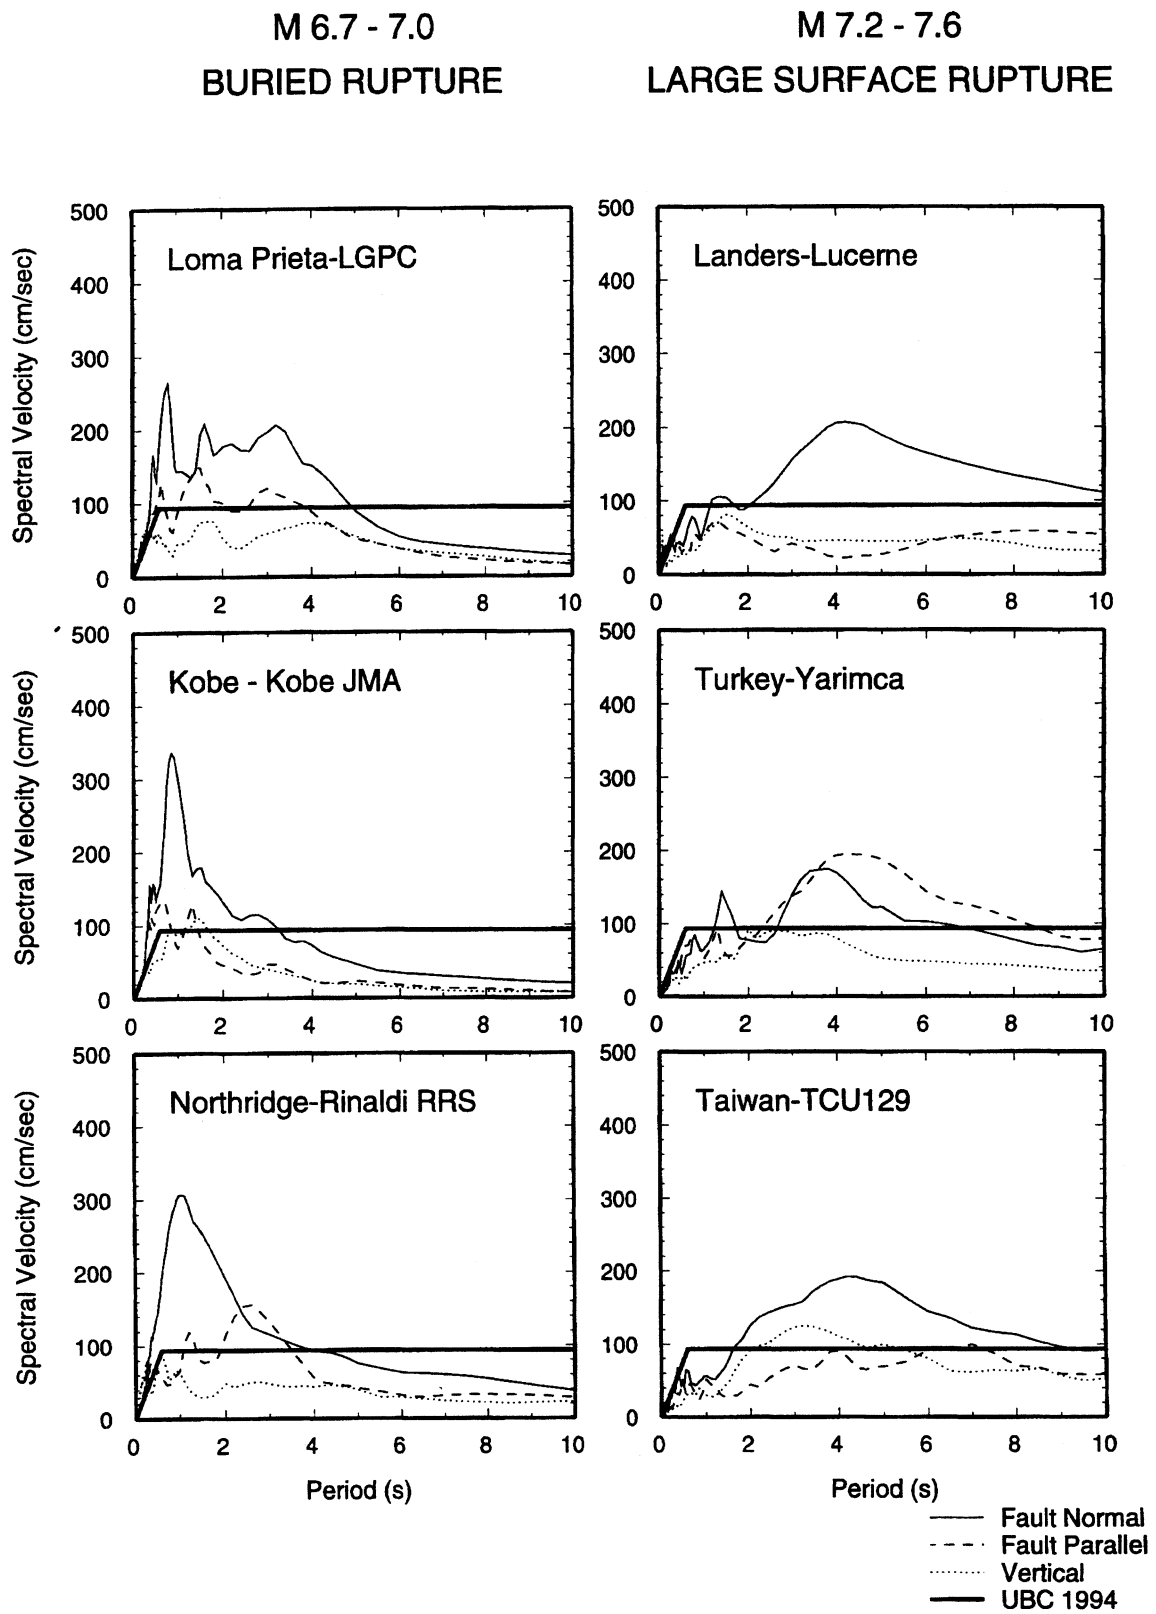 M 6.7 - 7.0
BURIED RUPTURE
M 7.2 - 7.6
LARGE SURFACE RUPTURE
Spectral Velocity (cm/sec)
500
400
300
200
100
0
Loma Prieta-LGPC
0 2 4 6 8 10
500
400
300
200
100
0
Landers-Lucerne
0 2 4 6 8 10
Spectral Velocity (cm/sec)
500
400
300
200
100
0
Kobe - Kobe JMA
0 2 4 6 8 10
500
400
300
200
100
0
Turkey-Yarimca
0 2 4 6 8 10
Spectral Velocity (cm/sec)
500
400
300
200
100
0
Northridge-Rinaldi RRS
0 2 4 6 8 10
Period (s)
500
400
300
200
100
0
Taiwan-TCU129
0 2 4 6 8 10
Period (s)
Fault Normal
Fault Parallel
Vertical
UBC 1994